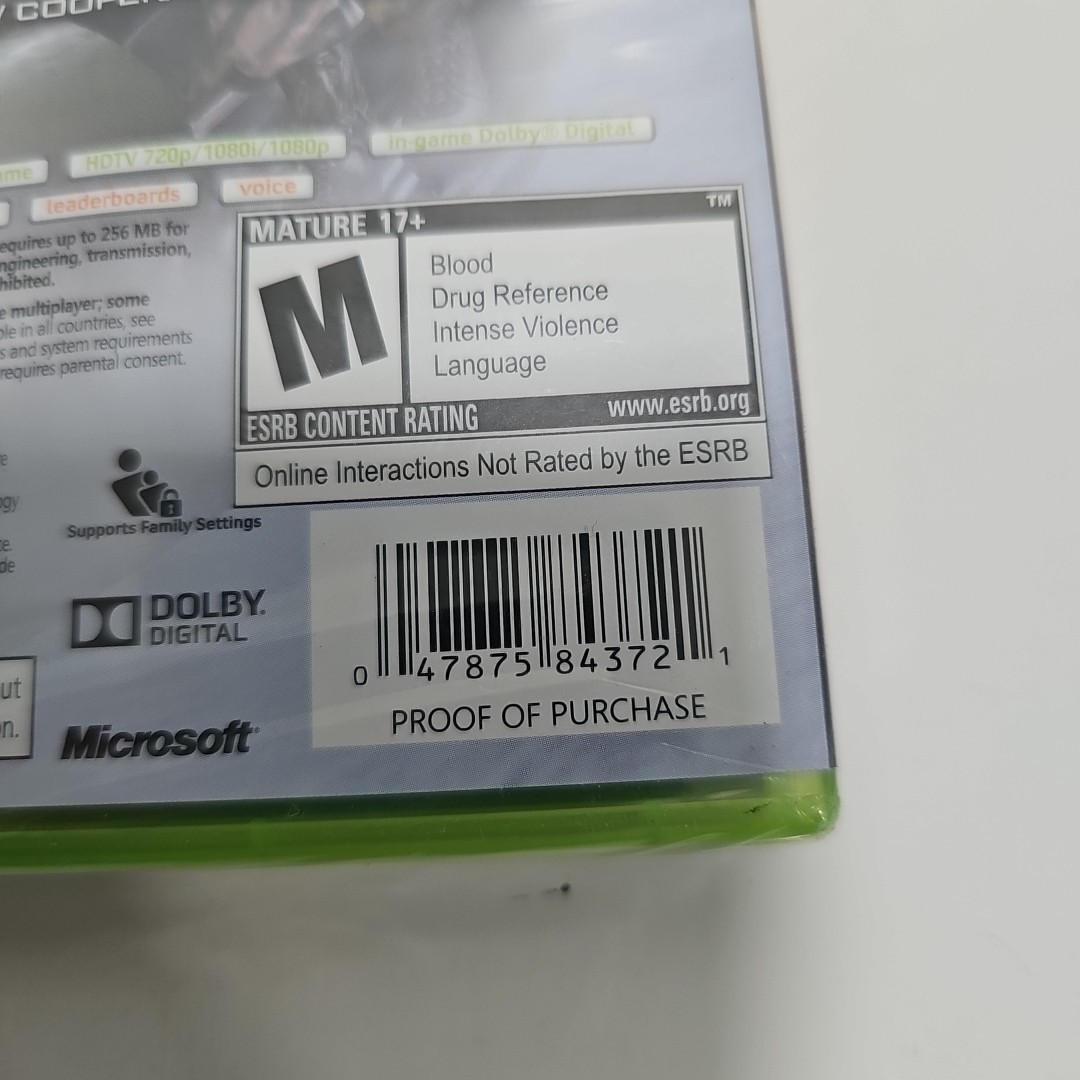 HDTV 720p/1080i/1080p
in-game Dolby® Digital
leaderboards
voice
equires up to 256 MB for
ngineering, transmission,
hibited.
e multiplayer; some
ole in all countries, see
s and system requirements
requires parental consent.
MATURE 17+
TM
M
Blood
Drug Reference
Intense Violence
Language
ESRB CONTENT RATING
www.esrb.org
Online Interactions Not Rated by the ESRB
Supports Family Settings
DOLBY.
DIGITAL
Microsoft
0 47875 84372 1
PROOF OF PURCHASE